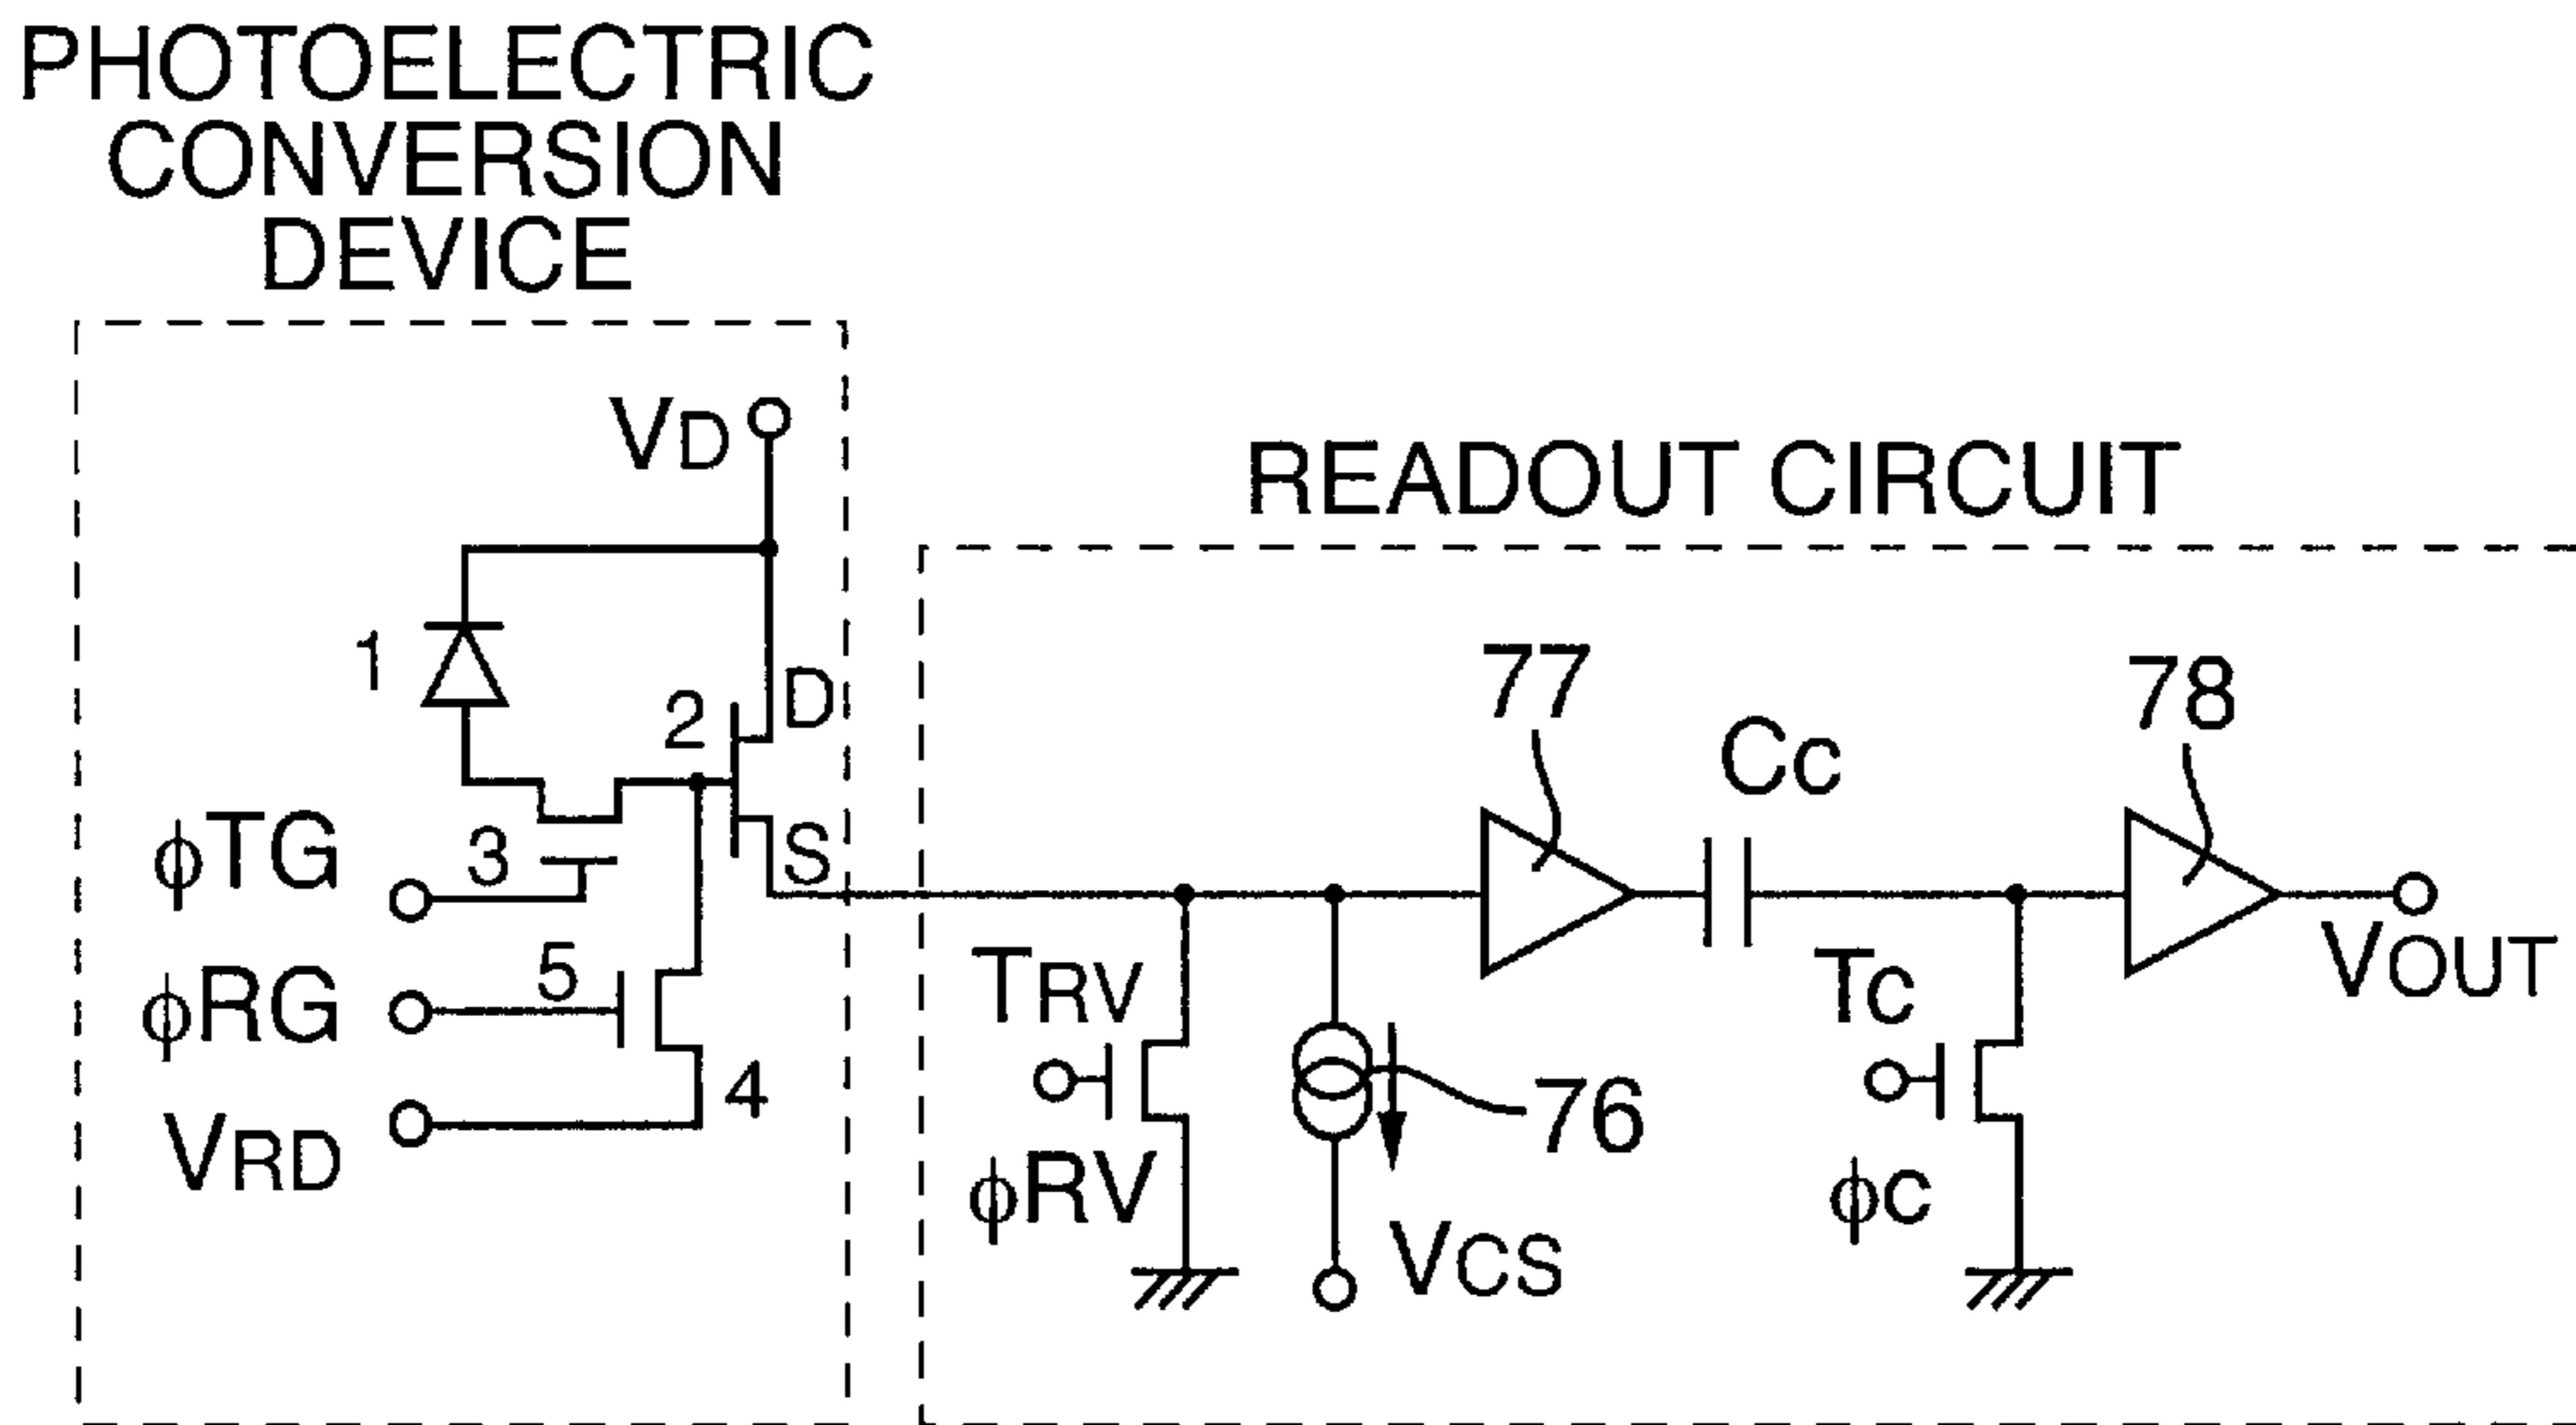 PHOTOELECTRIC
CONVERSION
DEVICE
VD
READOUT CIRCUIT
1
2
D
77
78
Cc
S
φTG
3
φRG
5
TRV
Tc
VOUT
VRD
4
76
φRV
φc
VCS